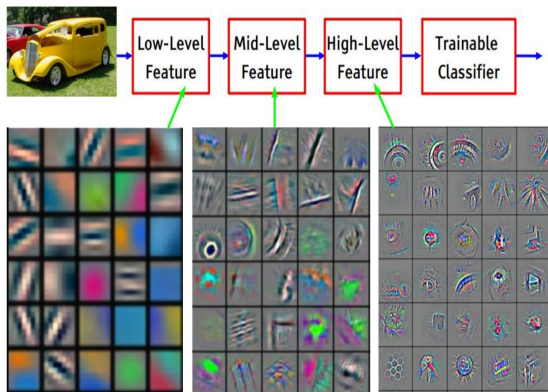 Low-Level
Feature
Mid-Level
Feature
High-Level
Feature
Trainable
Classifier